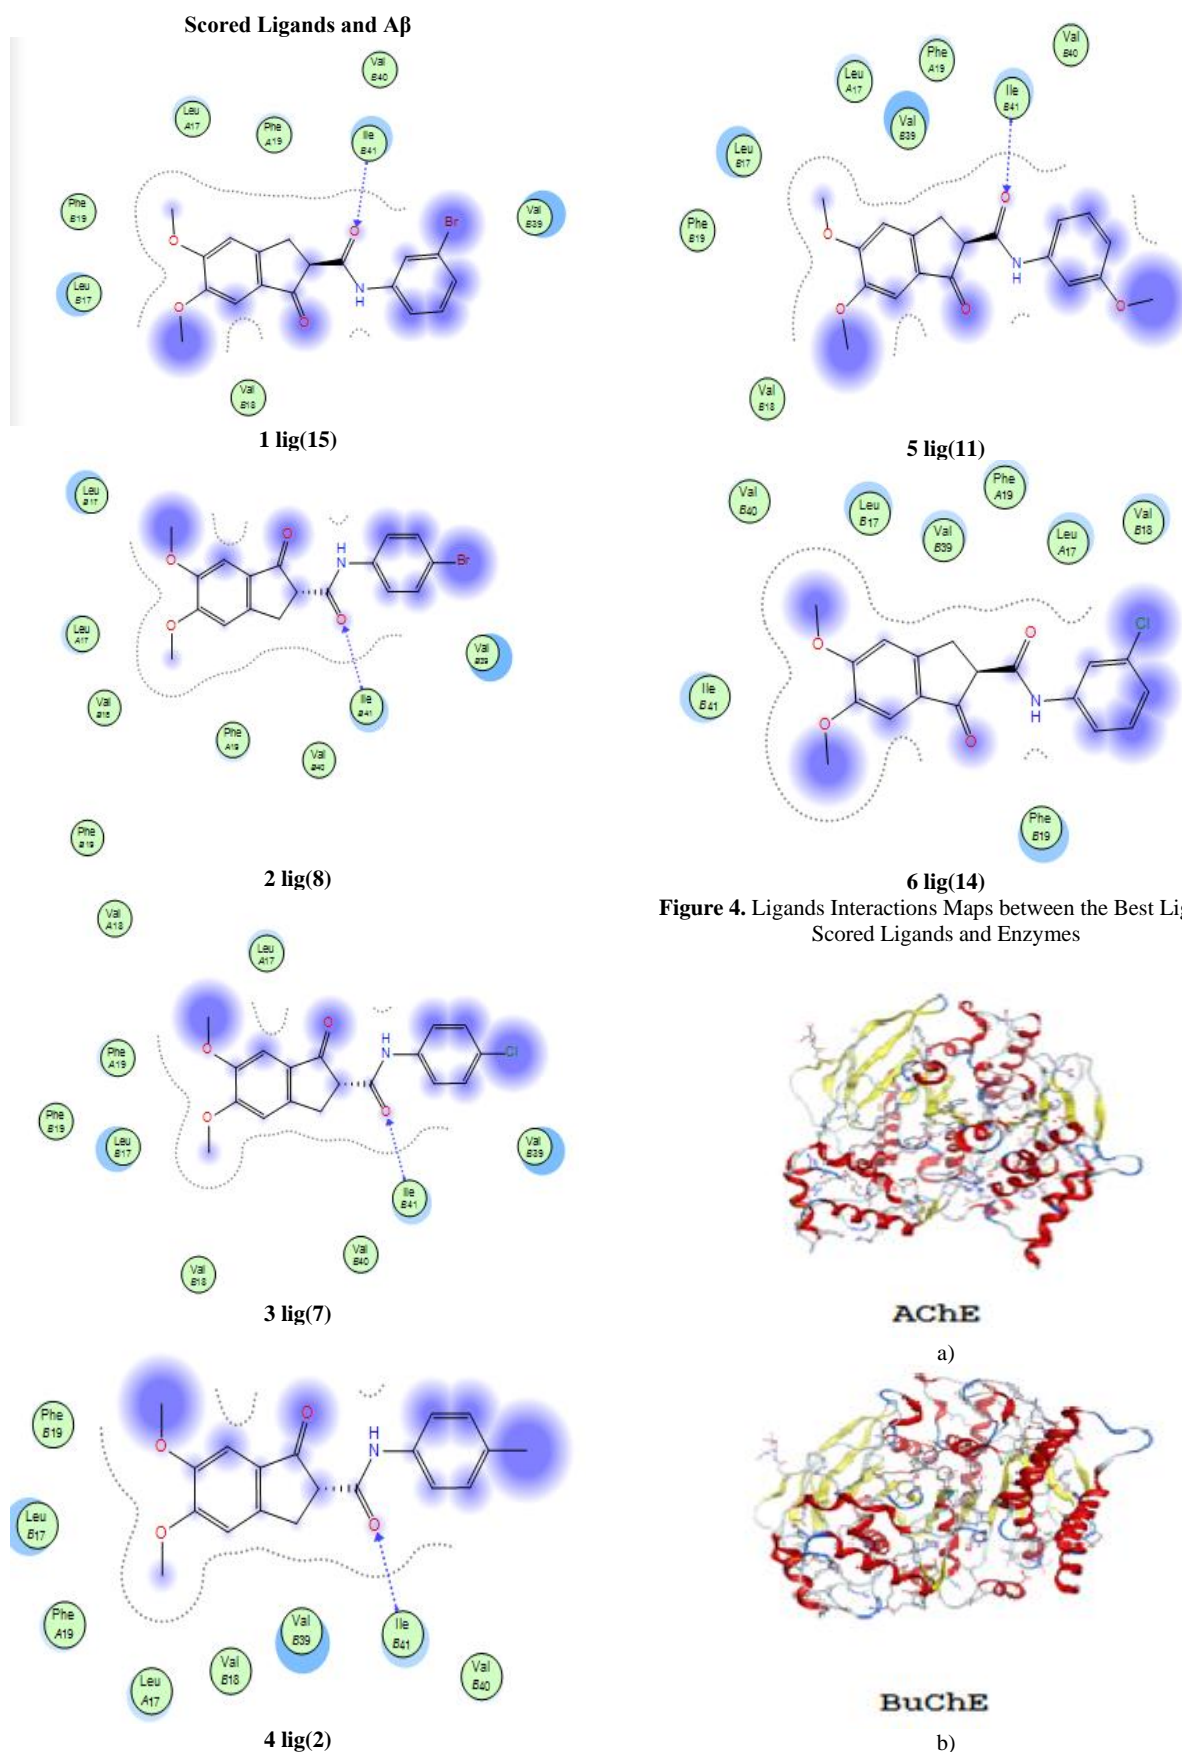 Scored Ligands and Aβ
Val
B40
Leu
A17
Phe
A19
Ile
B41
Phe
B19
Val
B39
Leu
B17
O
O
O
O
N
H
Br
Val
B18
1 lig(15)
Leu
B17
O
O
O
O
H
N
Br
Leu
A17
Val
B39
Val
Ile
B41
Phe
A19
Val
B40
Phe
B19
2 lig(8)
Val
A18
Leu
A17
Phe
A19
Phe
B19
Leu
B17
O
O
O
O
H
N
Cl
Val
B39
Ile
B41
Val
B40
Val
B18
3 lig(7)
Phe
B19
Leu
B17
O
O
O
O
H
N
Phe
A19
Leu
A17
Val
B18
Val
B39
Ile
B41
Val
B40
4 lig(2)
Val
B40
Phe
A19
Leu
A17
Ile
B41
Val
B39
Leu
B17
Phe
B19
O
O
O
O
N
H
O
Val
B18
5 lig(11)
Val
B40
Leu
B17
Val
B39
Phe
A19
Leu
A17
Val
B18
O
O
O
O
N
H
Cl
Ile
B41
Phe
B19
6 lig(14)
Figure 4. Ligands Interactions Maps between the Best Lig
Scored Ligands and Enzymes
AChE
a)
BuChE
b)